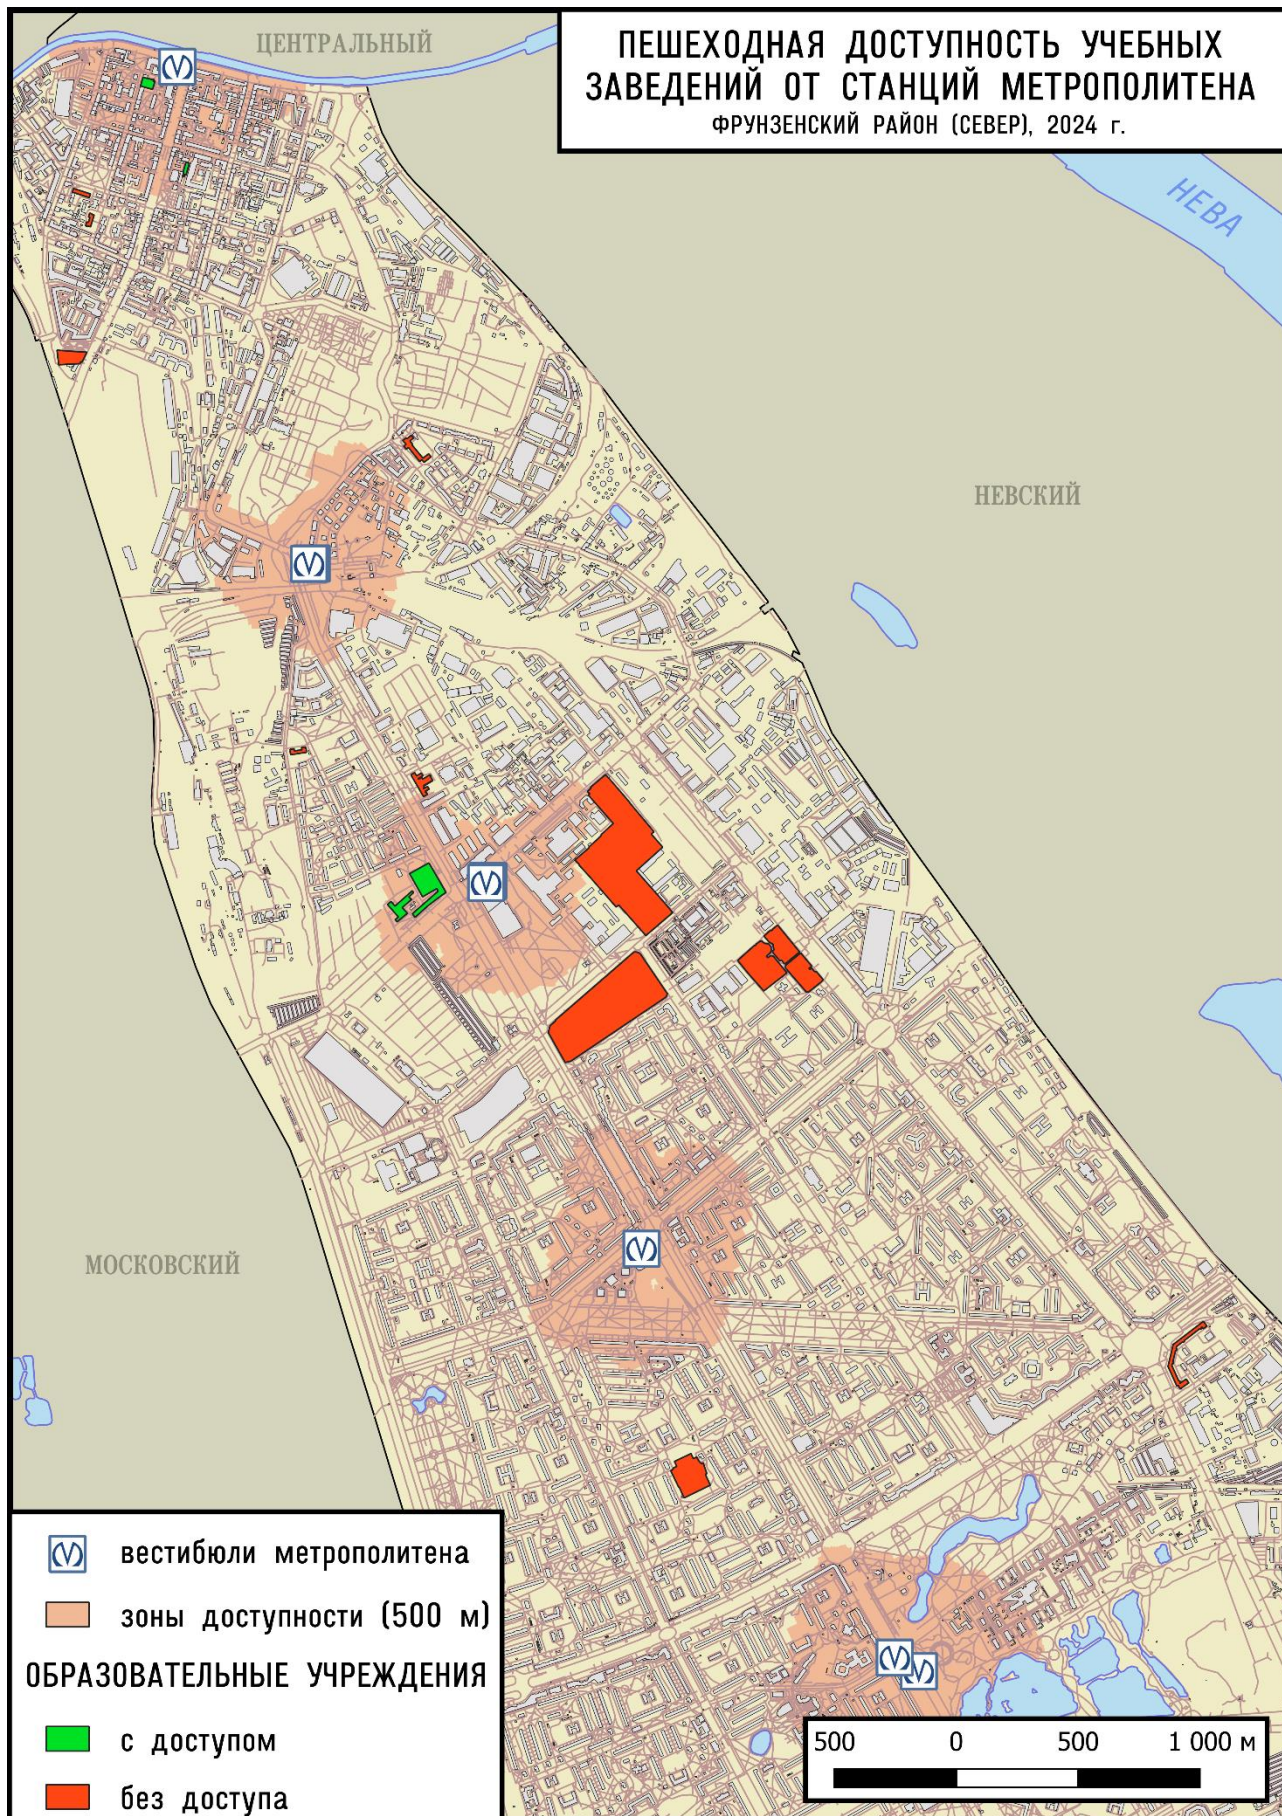 ЦЕНТРАЛЬНЫЙ
ПЕШЕХОДНАЯ ДОСТУПНОСТЬ УЧЕБНЫХ
ЗАВЕДЕНИЙ ОТ СТАНЦИЙ МЕТРОПОЛИТЕНА
ФРУНЗЕНСКИЙ РАЙОН (СЕВЕР), 2024 г.
НЕВА
НЕВСКИЙ
МОСКОВСКИЙ
вестибюли метрополитена
зоны доступности (500 м)
ОБРАЗОВАТЕЛЬНЫЕ УЧРЕЖДЕНИЯ
с доступом
без доступа
500 0 500 1 000 м